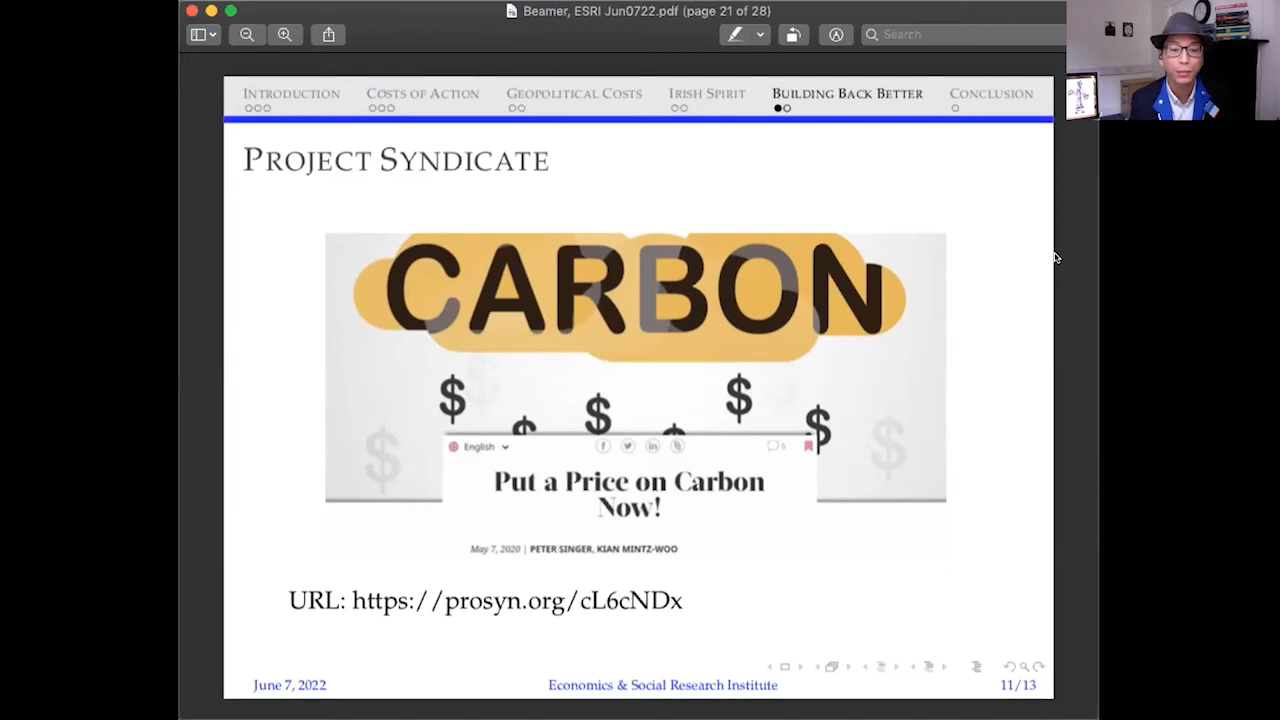 Beamer, ESRI Jun0722.pdf (page 21 of 28)
Search
INTRODUCTION COSTS OF ACTION GEOPOLITICAL COSTS IRISH SPIRIT BUILDING BACK BETTER CONCLUSION
PROJECT SYNDICATE
CARBON
$ $ $ $ $ $ $ $
English 5
Put a Price on Carbon
Now!
May 7, 2020 | PETER SINGER, KIAN MINTZ-WOO
URL: https://prosyn.org/cL6cNDx
June 7, 2022 Economics & Social Research Institute 11/13